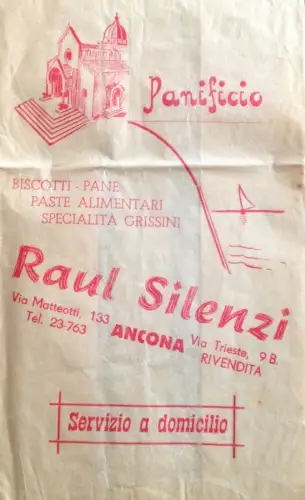 Panificio
BISCOTTI - PANE
PASTE ALIMENTARI
SPECIALITA GRISSINI
Raul Silenzi
Via Matteotti, 133
Tel. 23-763
ANCONA
Via Trieste, 9 B.
RIVENDITA
Servizio a domicilio